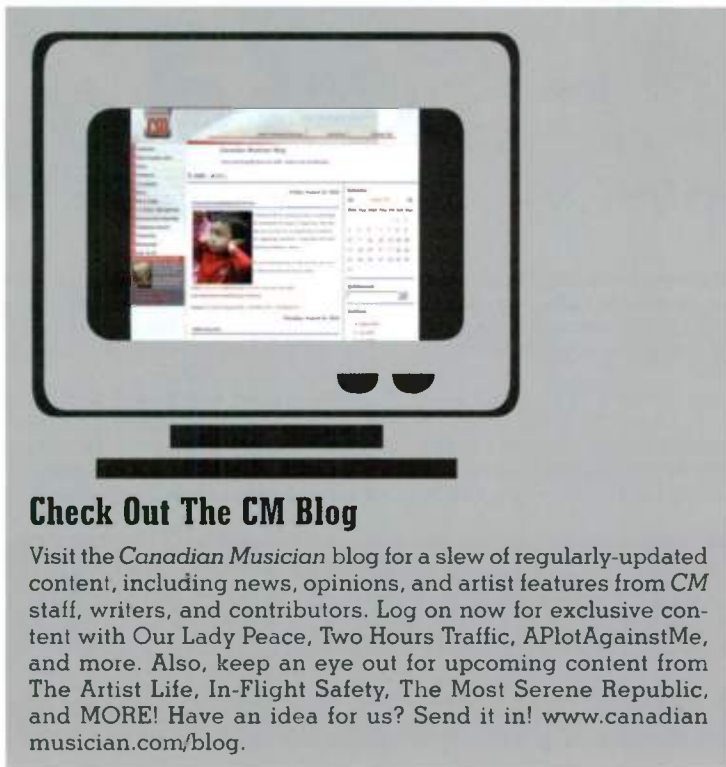 CM
Canadian Musician Blog
Check Out The CM Blog
Visit the Canadian Musician blog for a slew of regularly-updated
content, including news, opinions, and artist features from CM
staff, writers, and contributors. Log on now for exclusive con-
tent with Our Lady Peace, Two Hours Traffic, APlotAgainstMe,
and more. Also, keep an eye out for upcoming content from
The Artist Life, In-Flight Safety, The Most Serene Republic,
and MORE! Have an idea for us? Send it in! www.canadian
musician.com/blog.